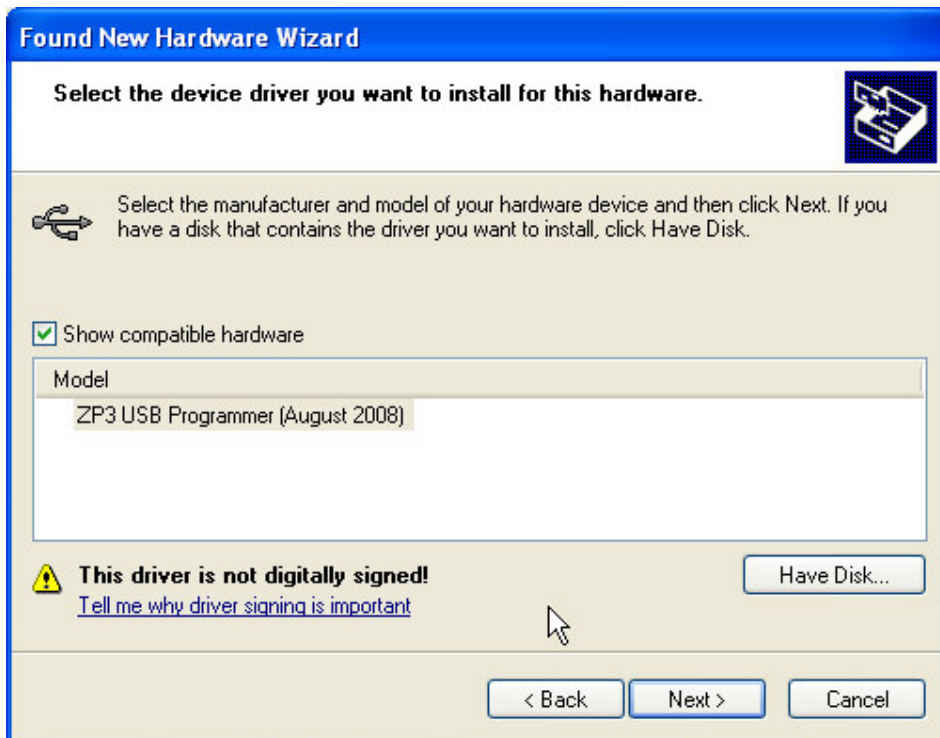 Found New Hardware Wizard
Select the device driver you want to install for this hardware.
Select the manufacturer and model of your hardware device and then click Next. If you
have a disk that contains the driver you want to install, click Have Disk.
Show compatible hardware
Model
ZP3 USB Programmer (August 2008)
This driver is not digitally signed!
Have Disk...
Tell me why driver signing is important
< Back
Next >
Cancel